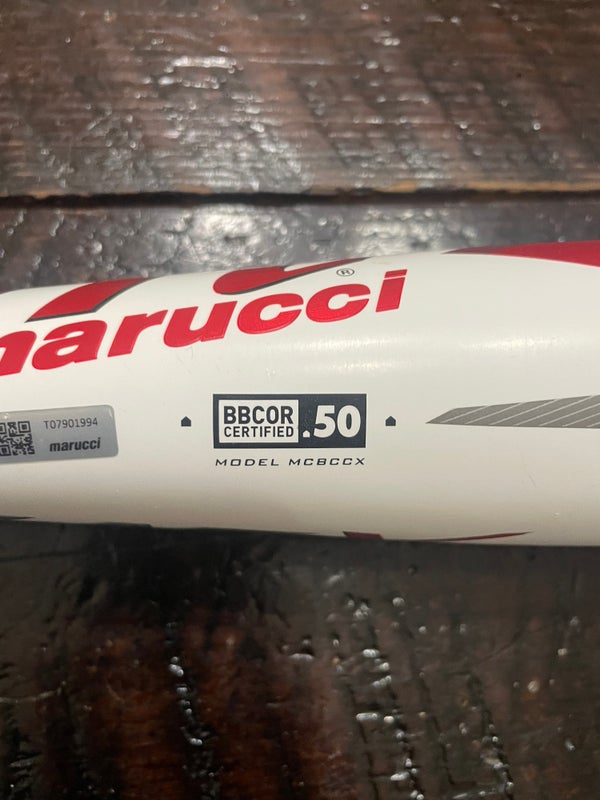 marucci®
T07901994
marucci
BBCOR
CERTIFIED
.50
MODEL MCBCCX